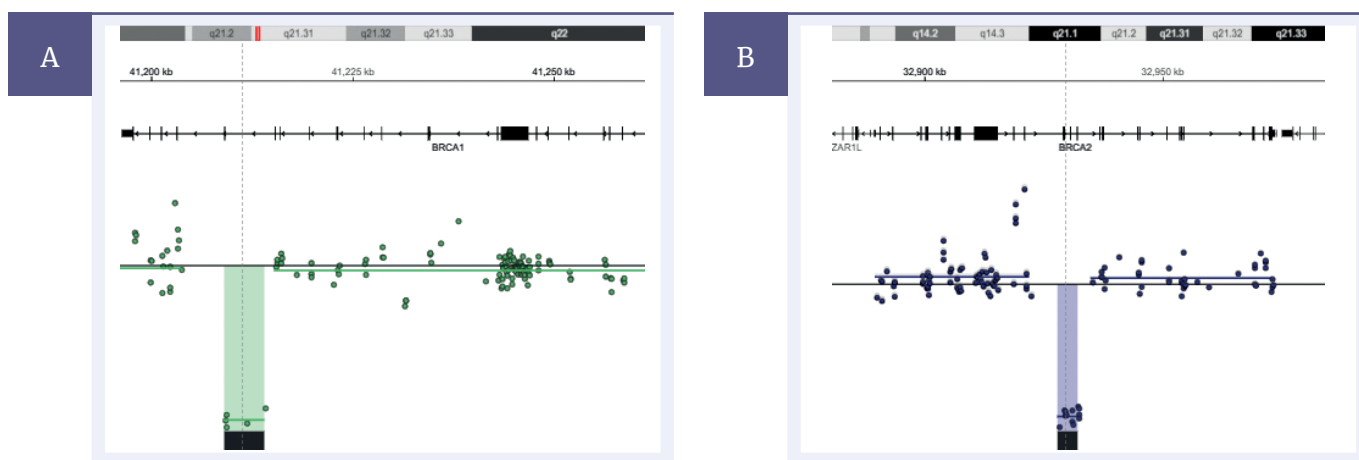 A
q21.2 q21.31 q21.32 q21.33 q22
41,200 kb 41,225 kb 41,250 kb
BRCA1
B
q14.2 q14.3 q21.1 q21.2 q21.31 q21.32 q21.33
32,900 kb 32,950 kb
ZAR1L BRCA2